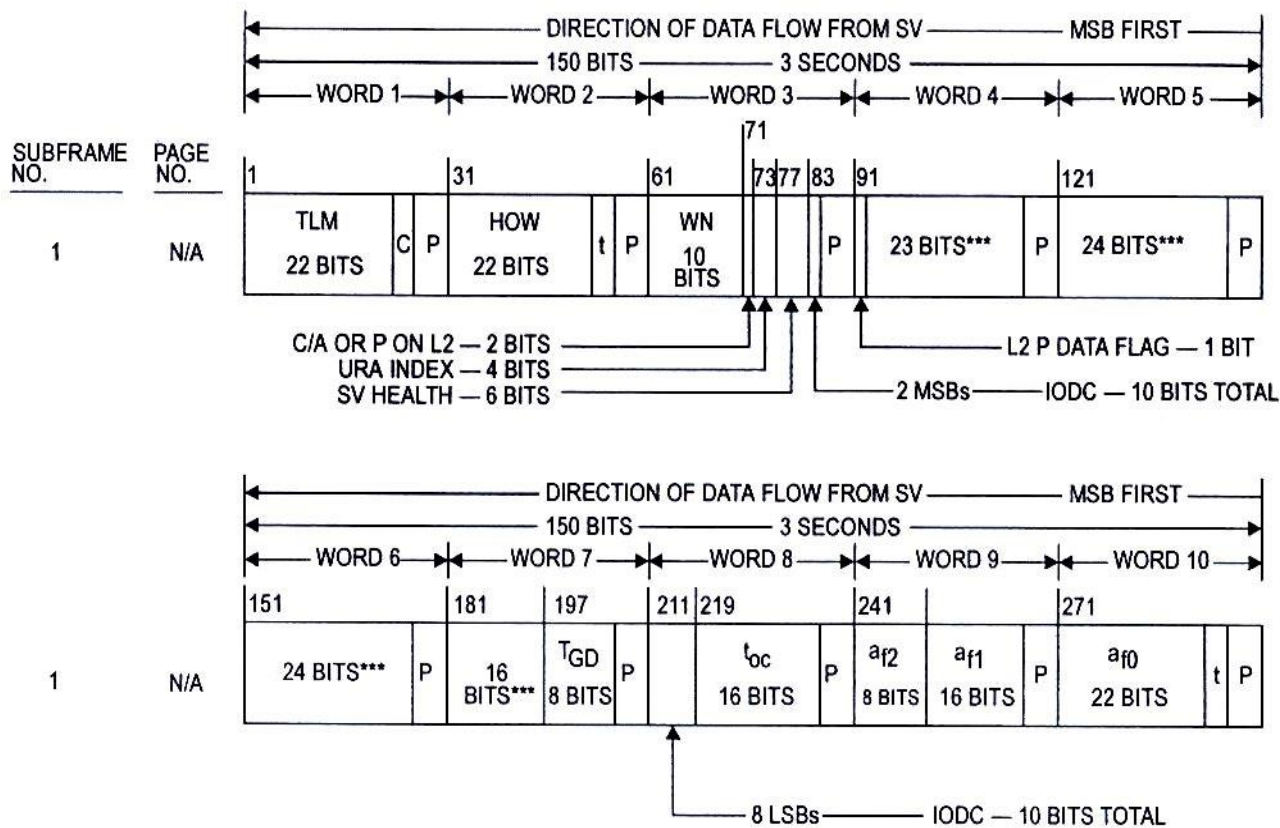 DIRECTION OF DATA FLOW FROM SV MSB FIRST
150 BITS 3 SECONDS
WORD 1 WORD 2 WORD 3 WORD 4 WORD 5
SUBFRAME NO. PAGE NO.
1 31 61 71 73 77 83 91 121
1 N/A
TLM 22 BITS C P HOW 22 BITS t P WN 10 BITS P 23 BITS*** P 24 BITS*** P
C/A OR P ON L2 — 2 BITS
URA INDEX — 4 BITS
SV HEALTH — 6 BITS
L2 P DATA FLAG — 1 BIT
2 MSBs IODC — 10 BITS TOTAL
DIRECTION OF DATA FLOW FROM SV MSB FIRST
150 BITS 3 SECONDS
WORD 6 WORD 7 WORD 8 WORD 9 WORD 10
151 181 197 211 219 241 271
1 N/A
24 BITS*** P 16 BITS*** TGD 8 BITS P toc 16 BITS P af2 8 BITS af1 16 BITS P af0 22 BITS t P
8 LSBs IODC — 10 BITS TOTAL